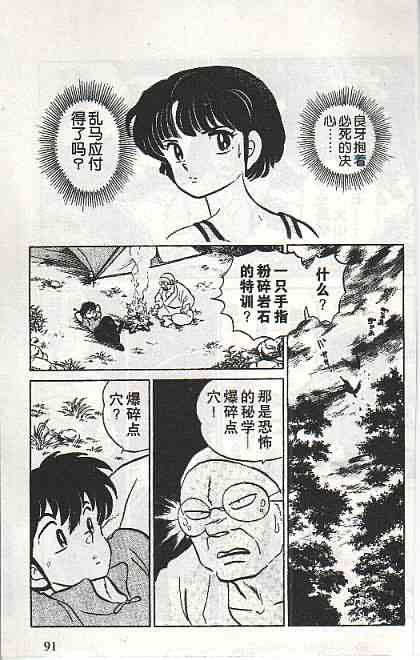 良牙抱着
必死的决
心……
乱马应付
得了吗？
什么？
一只手指
粉碎岩石
的特训？
那是恐怖
的秘学—
爆碎点
穴！
爆碎点
穴？
91